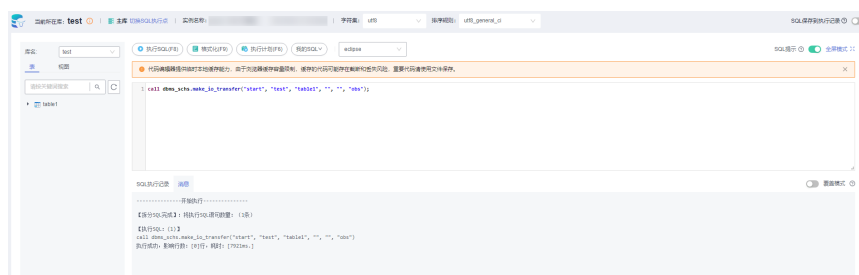 当前所在库: test 主库 切换SQL执行点 实例名称: 字符集: utf8 排序规则: utf8_general_ci SQL保存到执行记录
库名: test 执行SQL(F8) 格式化(F9) 执行计划(F6) 我的SQL eclipse SQL提示 全屏模式
表 视图
代码编辑器提供临时本地缓存能力，由于浏览器缓存容量限制，缓存的代码可能存在截断和丢失风险，重要代码请使用文件保存。
请按关键词搜索
1 call dbms_schs.make_io_transfer("start", "test", "table1", "", "", "obs");
table1
SQL执行记录 消息 覆盖模式
---------------开始执行---------------
【拆分SQL完成】: 将执行SQL语句数量: (1条)
【执行SQL: (1)】
call dbms_schs.make_io_transfer("start", "test", "table1", "", "", "obs")
执行成功, 影响行数: [0]行, 耗时: [7921ms.]